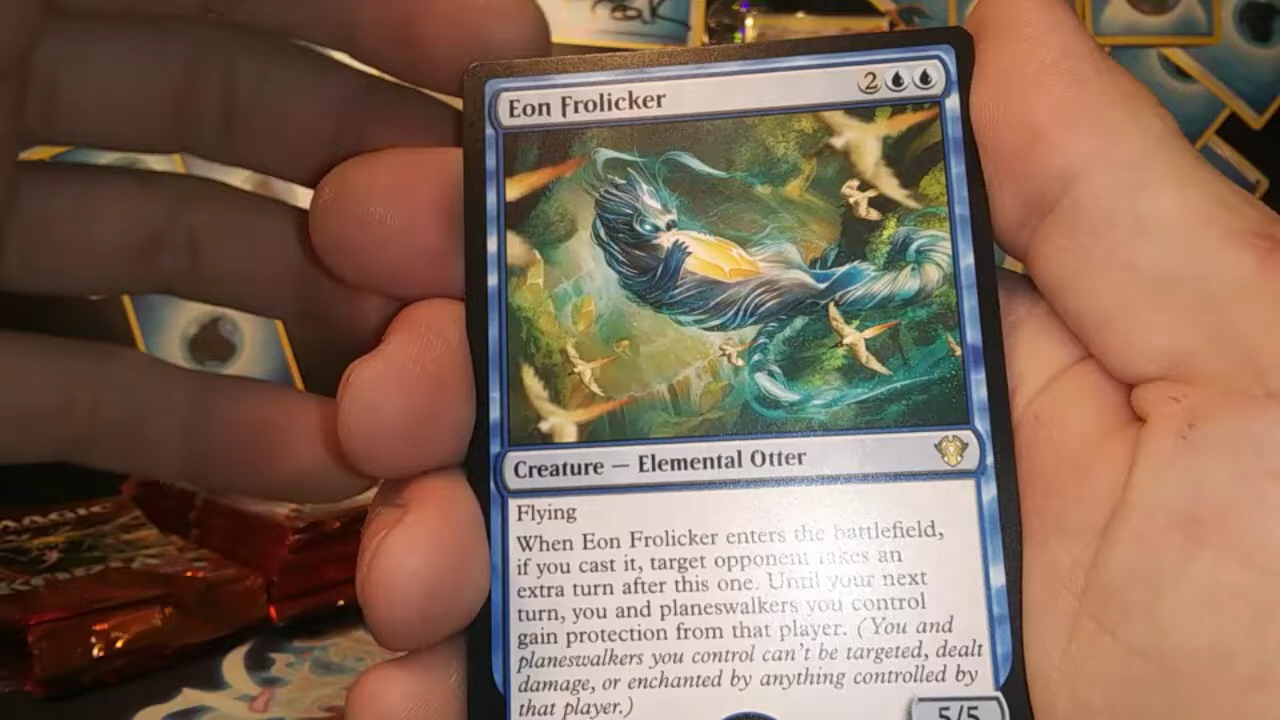 Eon Frolicker
2
Creature — Elemental Otter
Flying
When Eon Frolicker enters the battlefield,
if you cast it, target opponent takes an
extra turn after this one. Until your next
turn, you and planeswalkers you control
gain protection from that player. (You and
planeswalkers you control can't be targeted, dealt
damage, or enchanted by anything controlled by
that player.)
5/5